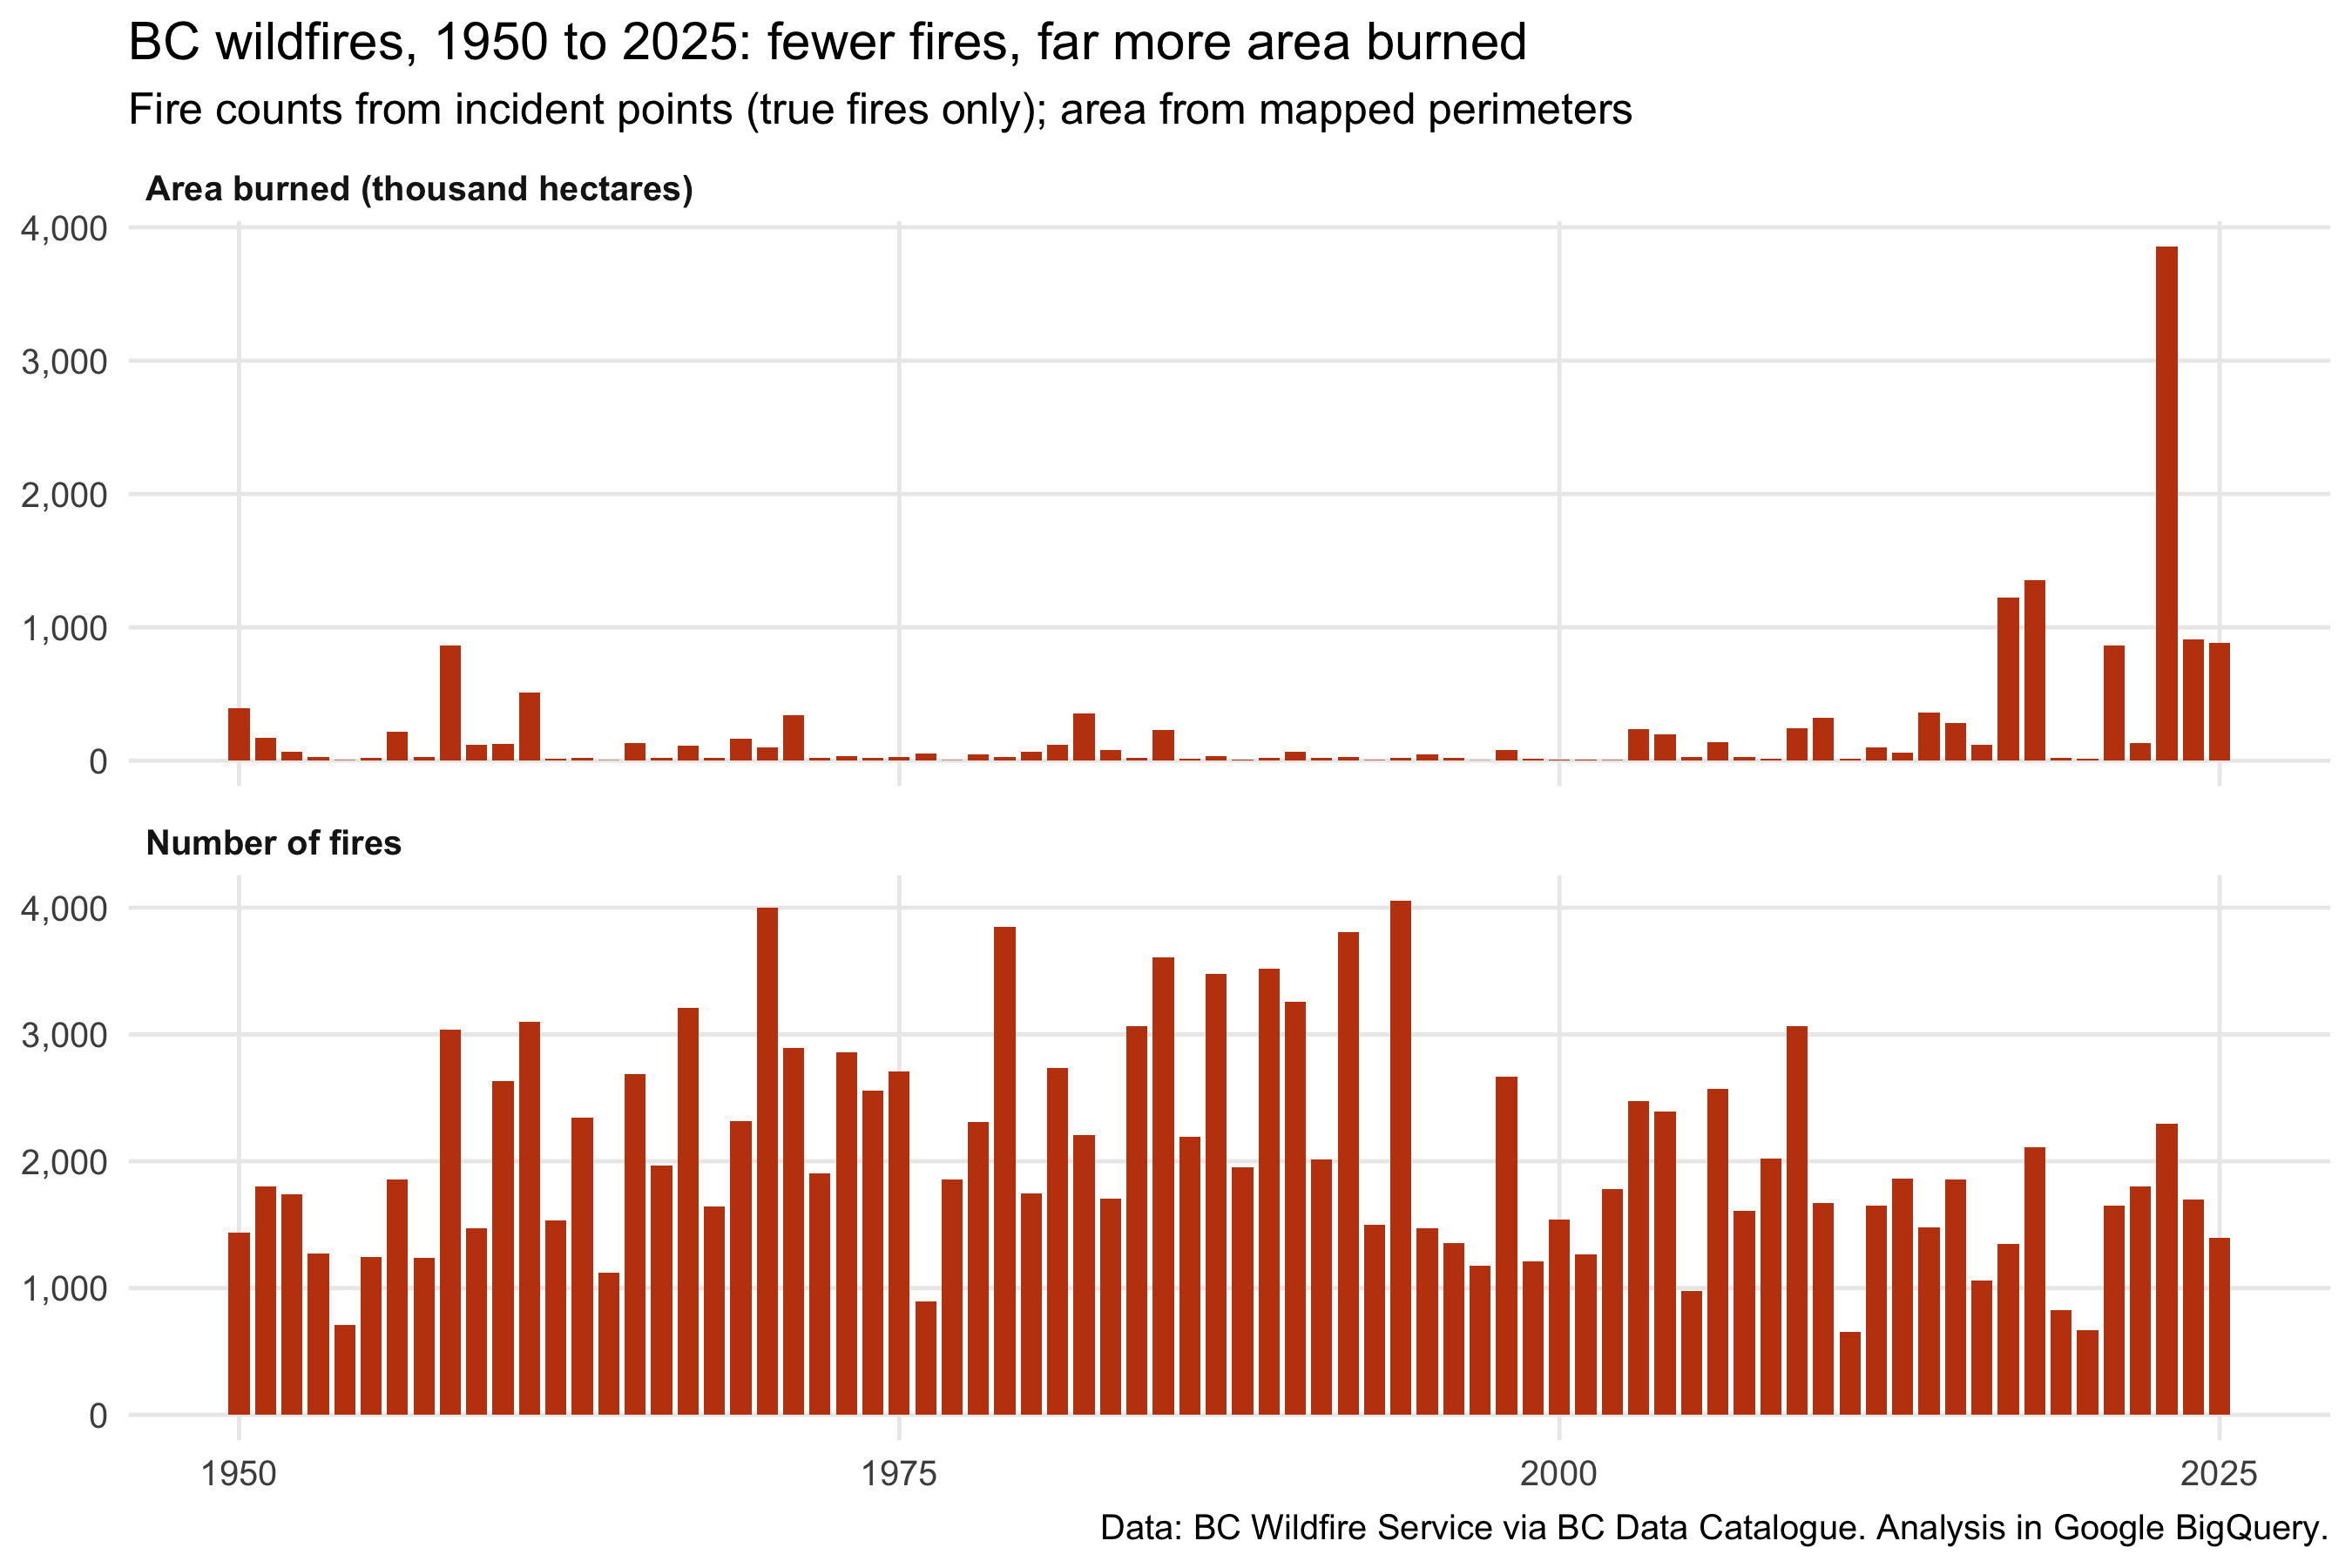 BC wildfires, 1950 to 2025: fewer fires, far more area burned
Fire counts from incident points (true fires only); area from mapped perimeters
Area burned (thousand hectares)
4,000
3,000
2,000
1,000
0
Number of fires
4,000
3,000
2,000
1,000
0
1950 1975 2000 2025
Data: BC Wildfire Service via BC Data Catalogue. Analysis in Google BigQuery.